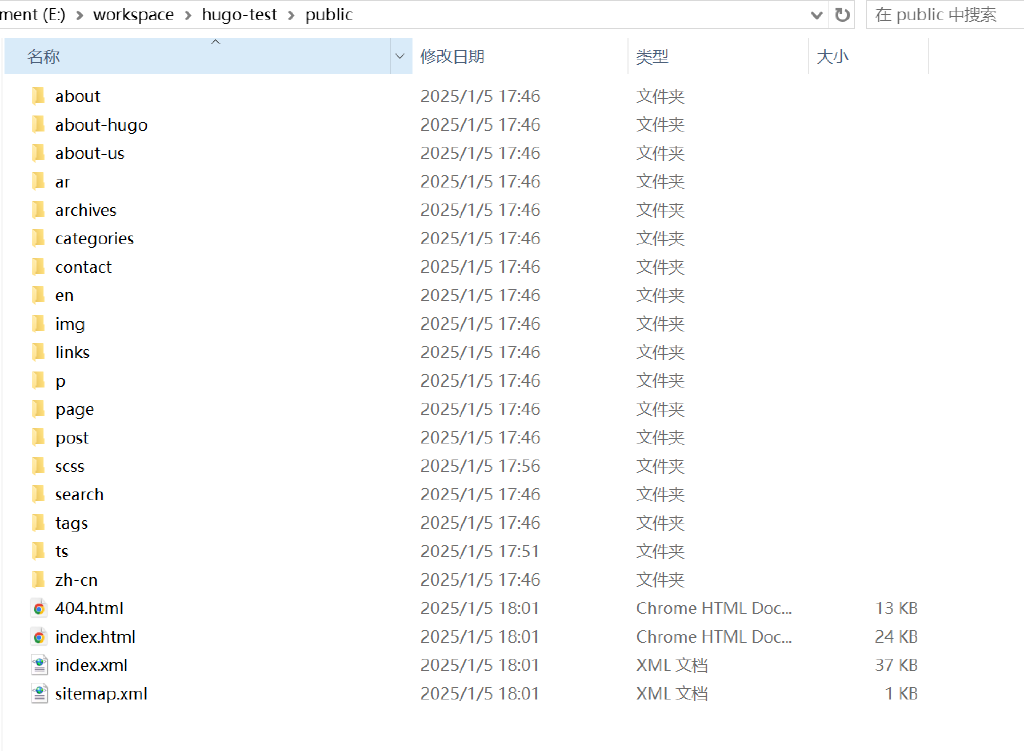 ment (E:) › workspace › hugo-test › public 在 public 中搜索
名称 修改日期 类型 大小
about 2025/1/5 17:46 文件夹
about-hugo 2025/1/5 17:46 文件夹
about-us 2025/1/5 17:46 文件夹
ar 2025/1/5 17:46 文件夹
archives 2025/1/5 17:46 文件夹
categories 2025/1/5 17:46 文件夹
contact 2025/1/5 17:46 文件夹
en 2025/1/5 17:46 文件夹
img 2025/1/5 17:46 文件夹
links 2025/1/5 17:46 文件夹
p 2025/1/5 17:46 文件夹
page 2025/1/5 17:46 文件夹
post 2025/1/5 17:46 文件夹
scss 2025/1/5 17:56 文件夹
search 2025/1/5 17:46 文件夹
tags 2025/1/5 17:46 文件夹
ts 2025/1/5 17:51 文件夹
zh-cn 2025/1/5 17:46 文件夹
404.html 2025/1/5 18:01 Chrome HTML Doc... 13 KB
index.html 2025/1/5 18:01 Chrome HTML Doc... 24 KB
index.xml 2025/1/5 18:01 XML 文档 37 KB
sitemap.xml 2025/1/5 18:01 XML 文档 1 KB